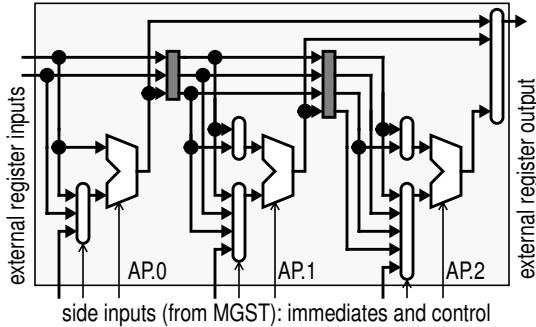 external register inputs
AP.0
AP.1
AP.2
external register output
side inputs (from MGST): immediates and control